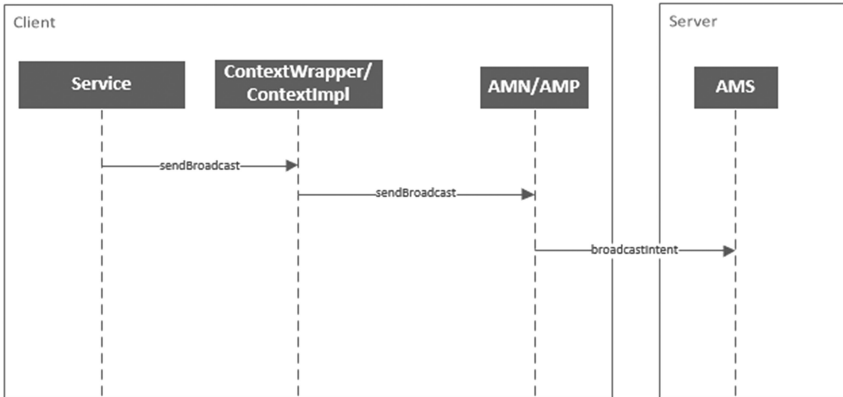 Client
Server
Service
ContextWrapper/
ContextImpl
AMN/AMP
AMS
sendBroadcast
sendBroadcast
broadcastIntent